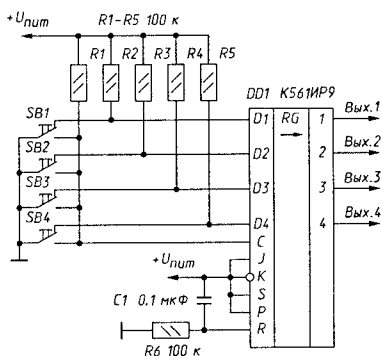 +Uпит
R1-R5 100 к
R1 R2 R3 R4 R5
DD1 К561ИР9
SB1 D1 RG 1 Вых.1
SB2 D2 2 Вых.2
SB3 D3 3 Вых.3
SB4 D4 4 Вых.4
C
J
+Uпит K
C1 0.1 мкФ S
P
R
R6 100 к